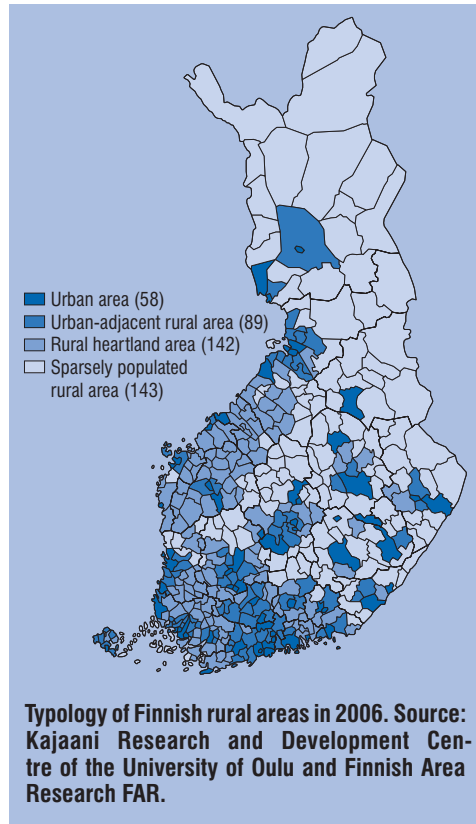 Urban area (58)
Urban-adjacent rural area (89)
Rural heartland area (142)
Sparsely populated
rural area (143)
Typology of Finnish rural areas in 2006. Source:
Kajaani Research and Development Cen-
tre of the University of Oulu and Finnish Area
Research FAR.